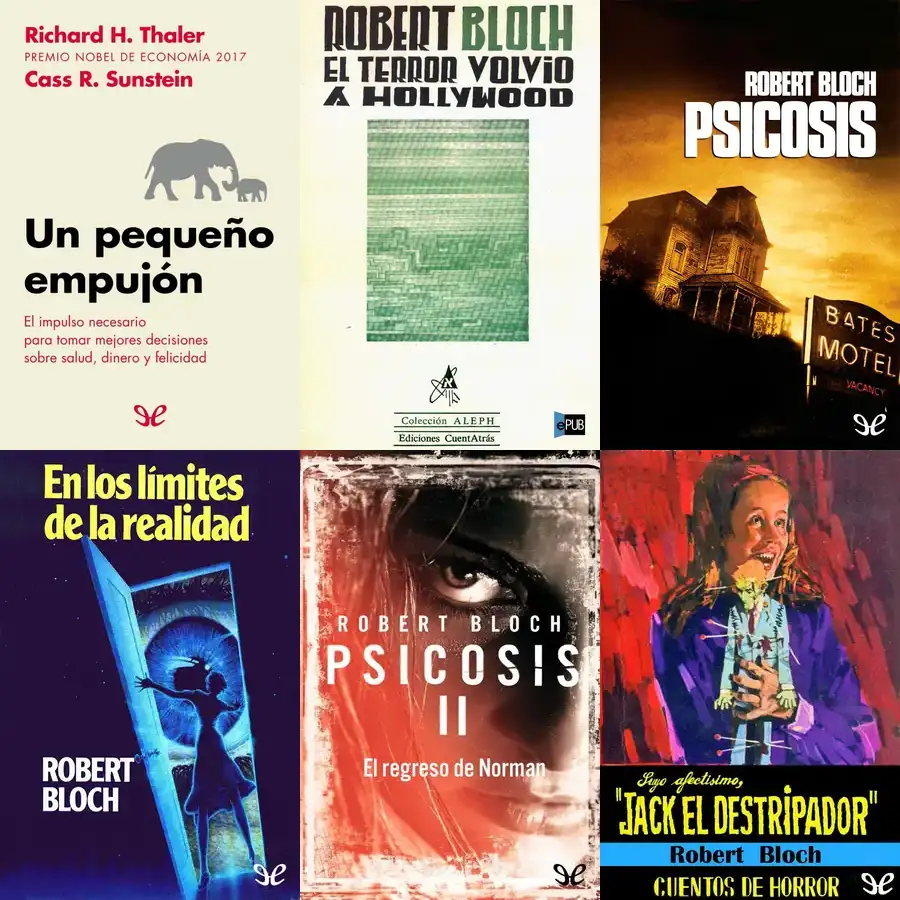 Richard H. Thaler
PREMIO NOBEL DE ECONOMÍA 2017
Cass R. Sunstein
Un pequeño
empujón
El impulso necesario
para tomar mejores decisiones
sobre salud, dinero y felicidad
ROBERT BLOCH
EL TERROR VOLVIO
A HOLLYWOOD
Colección ALEPH
Ediciones CuentAtrás
ePUB
ROBERT BLOCH
PSICOSIS
BATES
MOTEL
VACANCY
En los límites
de la realidad
ROBERT
BLOCH
ROBERT BLOCH
PSICOSIS
II
El regreso de Norman
Suyo afectisimo,
"JACK EL DESTRIPADOR"
Robert Bloch
CUENTOS DE HORROR